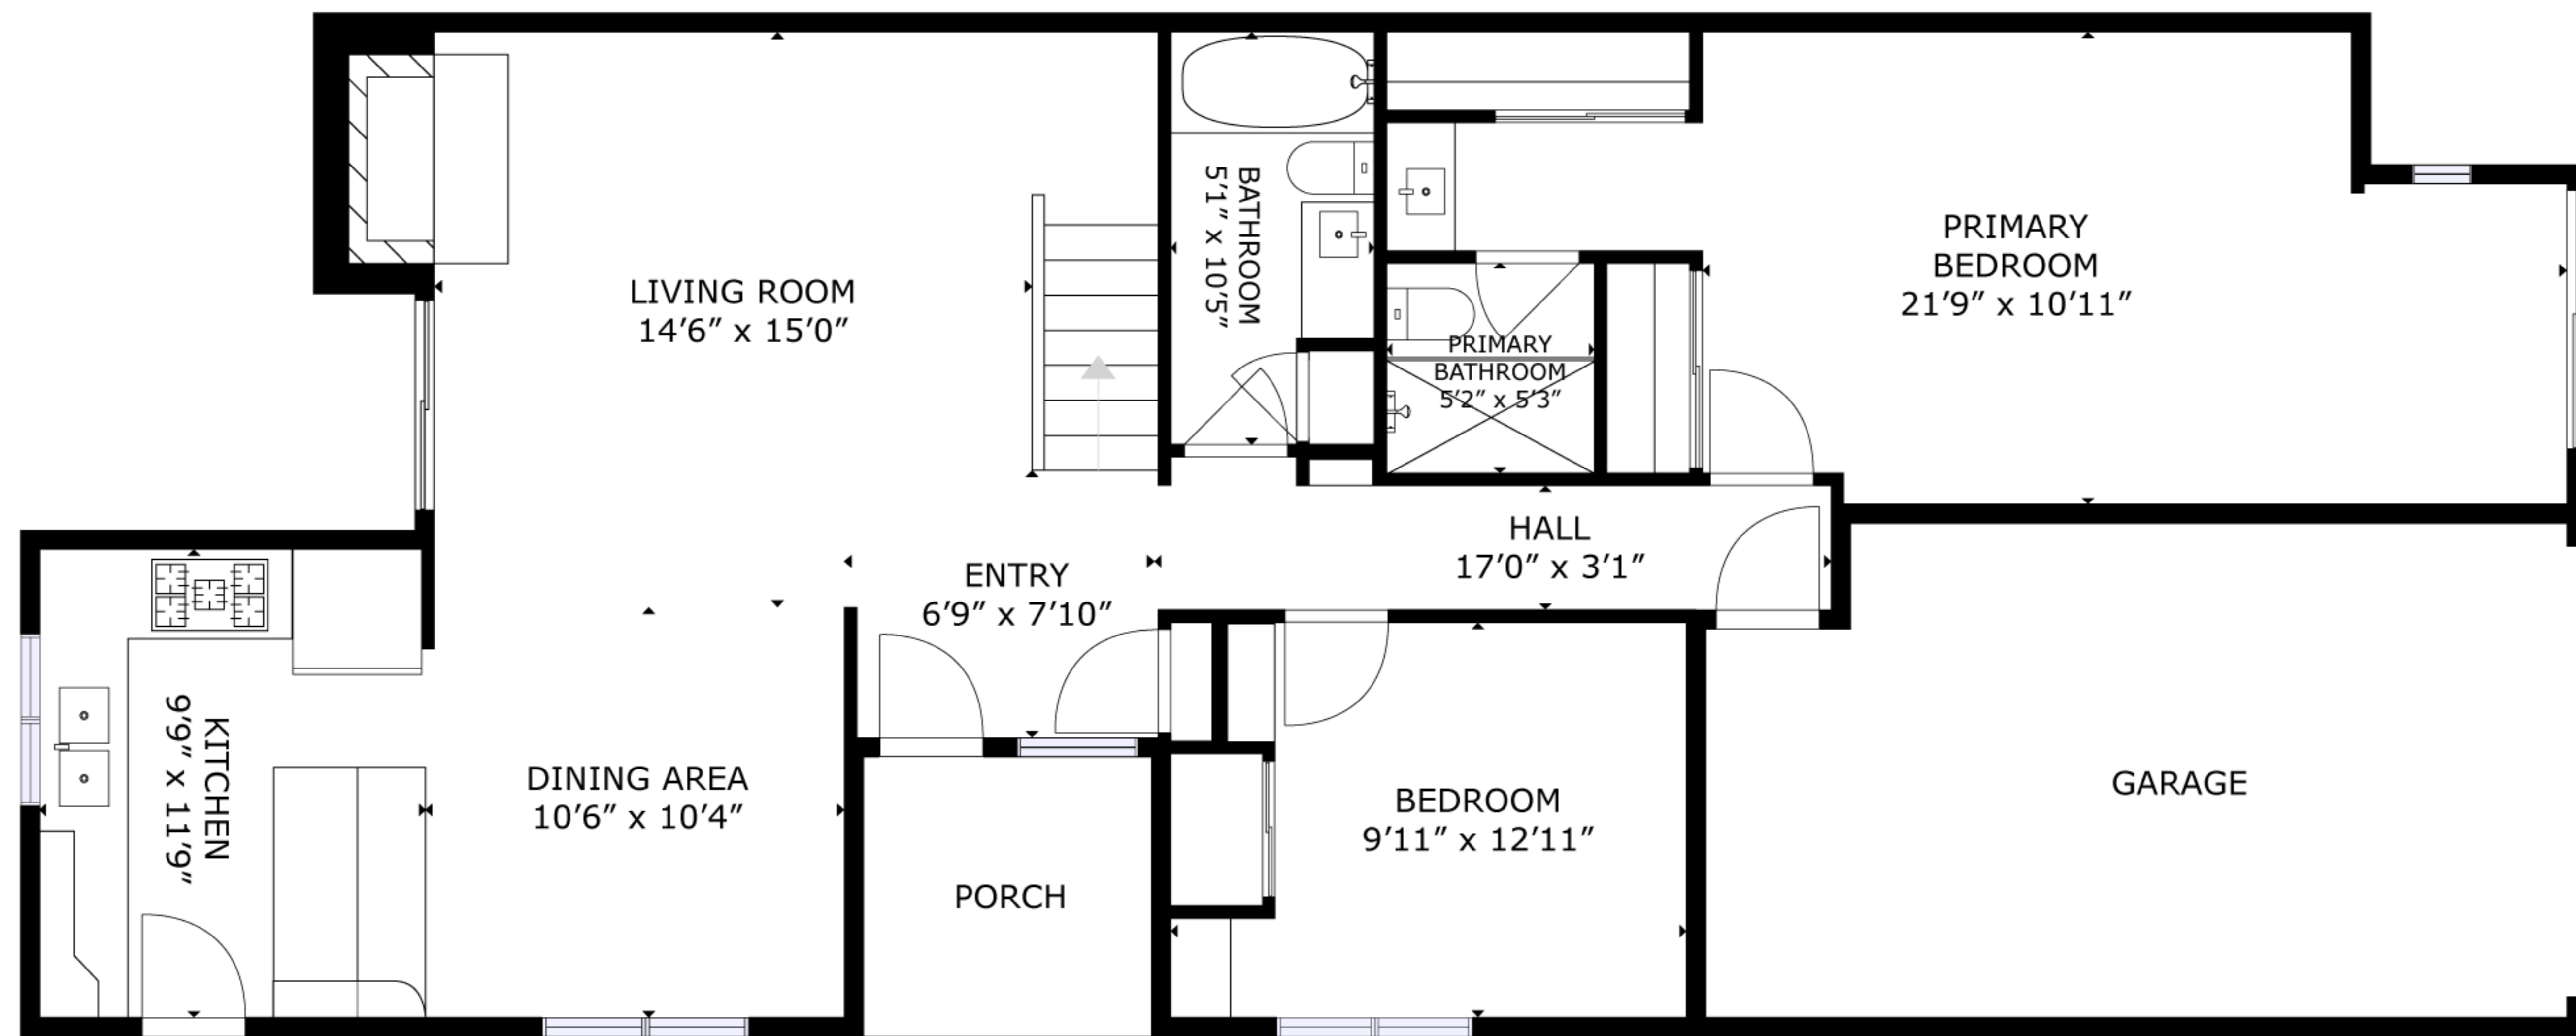 LIVING ROOM
14′6″ x 15′0″
BATHROOM
5′1″ x 10′5″
PRIMARY
BATHROOM
5′2″ x 5′3″
PRIMARY
BEDROOM
21′9″ x 10′11″
HALL
17′0″ x 3′1″
ENTRY
6′9″ x 7′10″
KITCHEN
9′9″ x 11′9″
DINING AREA
10′6″ x 10′4″
PORCH
BEDROOM
9′11″ x 12′11″
GARAGE